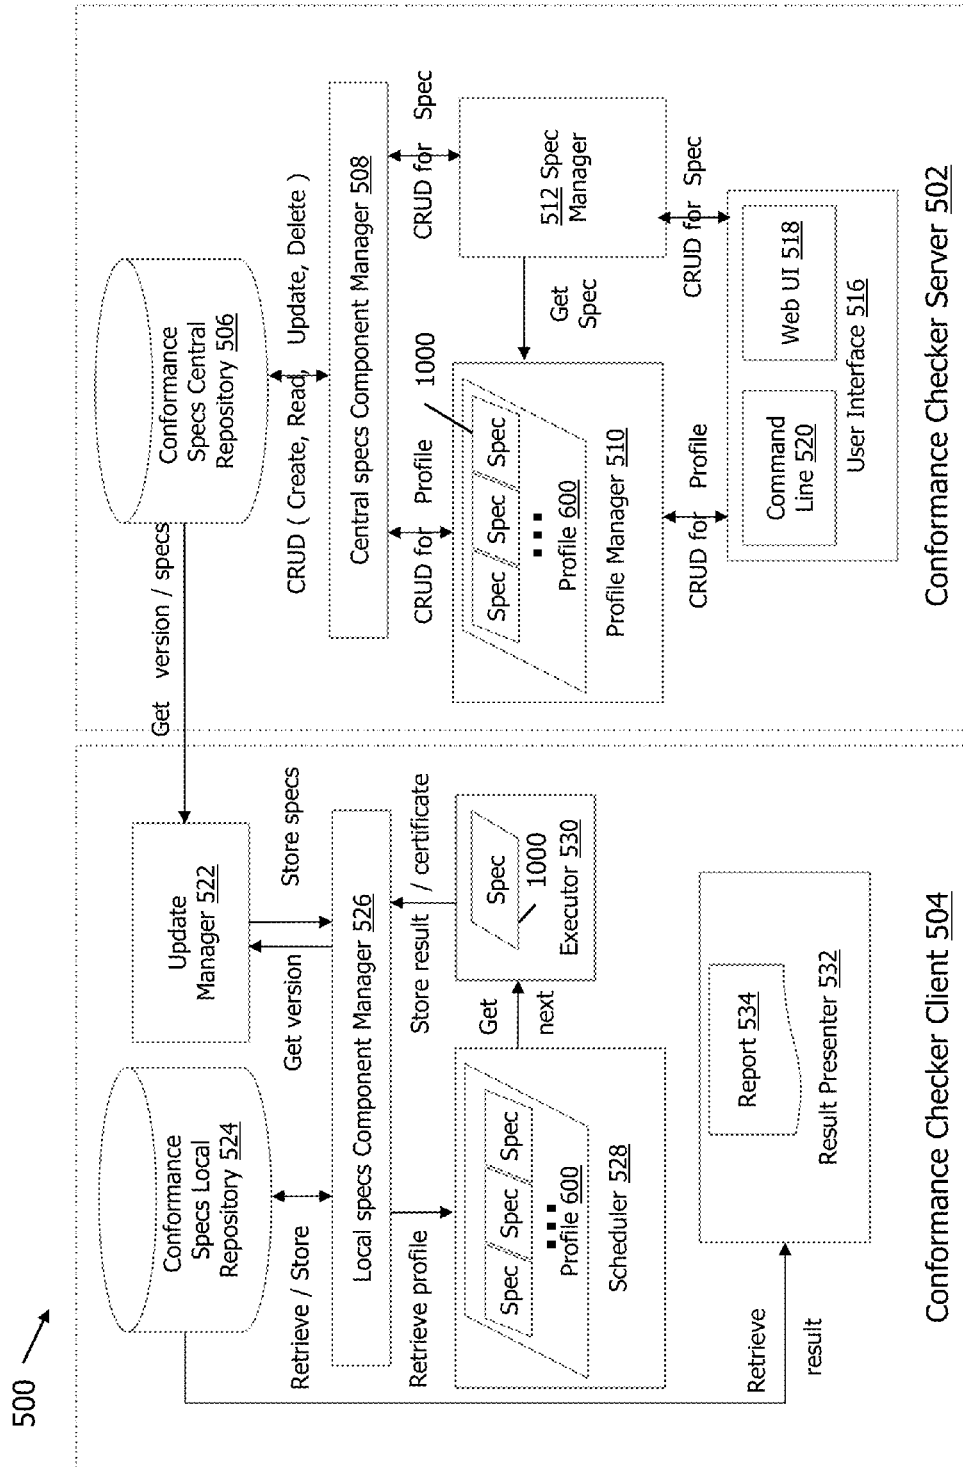 500
Conformance
Specs Local
Repository 524
Update
Manager 522
Get version / specs
Retrieve / Store
Get version
Store specs
Local specs Component Manager 526
Retrieve profile
Store result / certificate
Spec
Spec
Spec
Profile 600
Scheduler 528
Get
next
Spec
1000
Executor 530
Retrieve
result
Report 534
Result Presenter 532
Conformance Checker Client 504
Conformance
Specs Central
Repository 506
CRUD ( Create, Read, Update, Delete )
Central specs Component Manager 508
CRUD for Profile
1000
CRUD for Spec
Spec
Spec
Spec
Profile 600
Profile Manager 510
Get
Spec
512 Spec
Manager
CRUD for Profile
CRUD for Spec
Command
Line 520
Web UI 518
User Interface 516
Conformance Checker Server 502